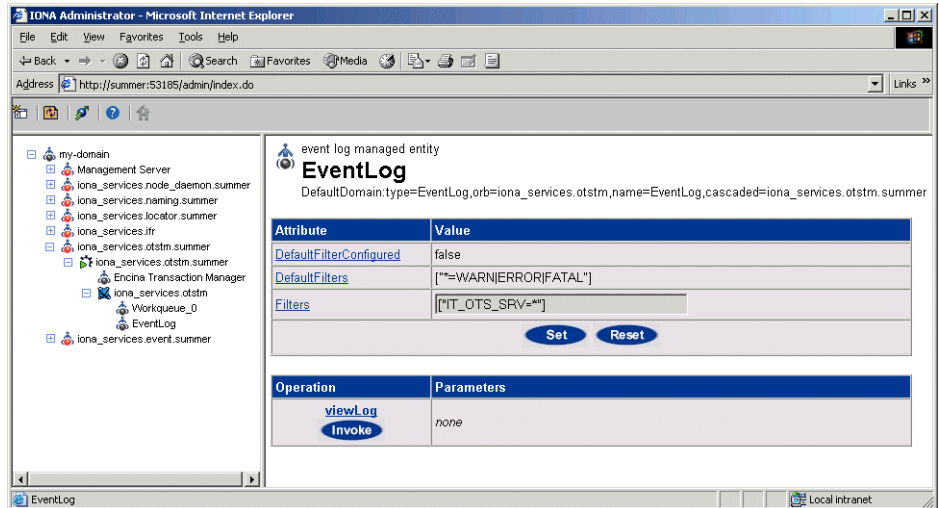 IONA Administrator - Microsoft Internet Explorer
File Edit View Favorites Tools Help
Back Search Favorites Media
Address http://summer:53185/admin/index.do Links »
my-domain
Management Server
iona_services.node_daemon.summer
iona_services.naming.summer
iona_services.locator.summer
iona_services.ifr
iona_services.otstm.summer
iona_services.otstm.summer
Encina Transaction Manager
iona_services.otstm
Workqueue_0
EventLog
iona_services.event.summer
event log managed entity
EventLog
DefaultDomain:type=EventLog,orb=iona_services.otstm,name=EventLog,cascaded=iona_services.otstm.summer
Attribute Value
DefaultFilterConfigured false
DefaultFilters ["*=WARN|ERROR|FATAL"]
Filters ["IT_OTS_SRV=*"]
Set Reset
Operation Parameters
viewLog
Invoke
none
EventLog Local intranet